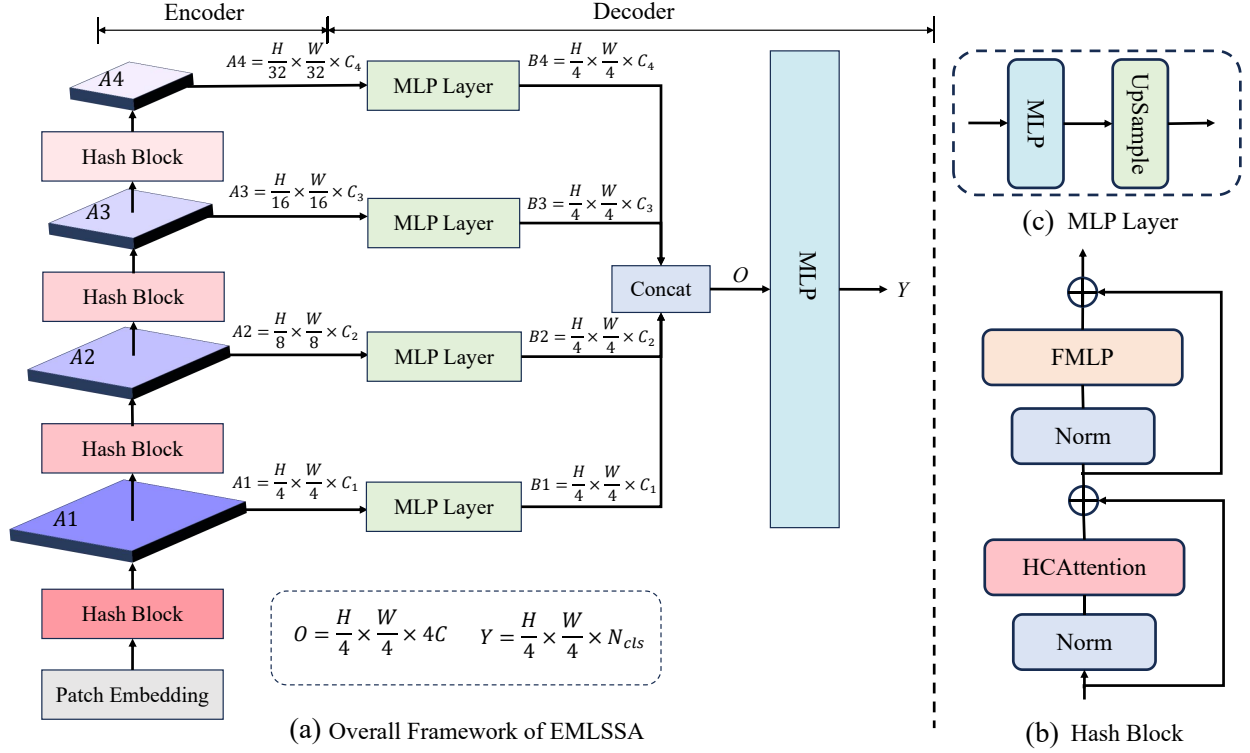 Encoder
Decoder
A4
A4 = H/32 × W/32 × C₄
MLP Layer
B4 = H/4 × W/4 × C₄
Hash Block
A3
A3 = H/16 × W/16 × C₃
MLP Layer
B3 = H/4 × W/4 × C₃
Hash Block
Concat
O
MLP
Y
A2
A2 = H/8 × W/8 × C₂
MLP Layer
B2 = H/4 × W/4 × C₂
Hash Block
A1
A1 = H/4 × W/4 × C₁
MLP Layer
B1 = H/4 × W/4 × C₁
Hash Block
Patch Embedding
O = H/4 × W/4 × 4C
Y = H/4 × W/4 × N_cls
(a) Overall Framework of EMLSSA
MLP
UpSample
(c) MLP Layer
FMLP
Norm
HCAttention
Norm
(b) Hash Block